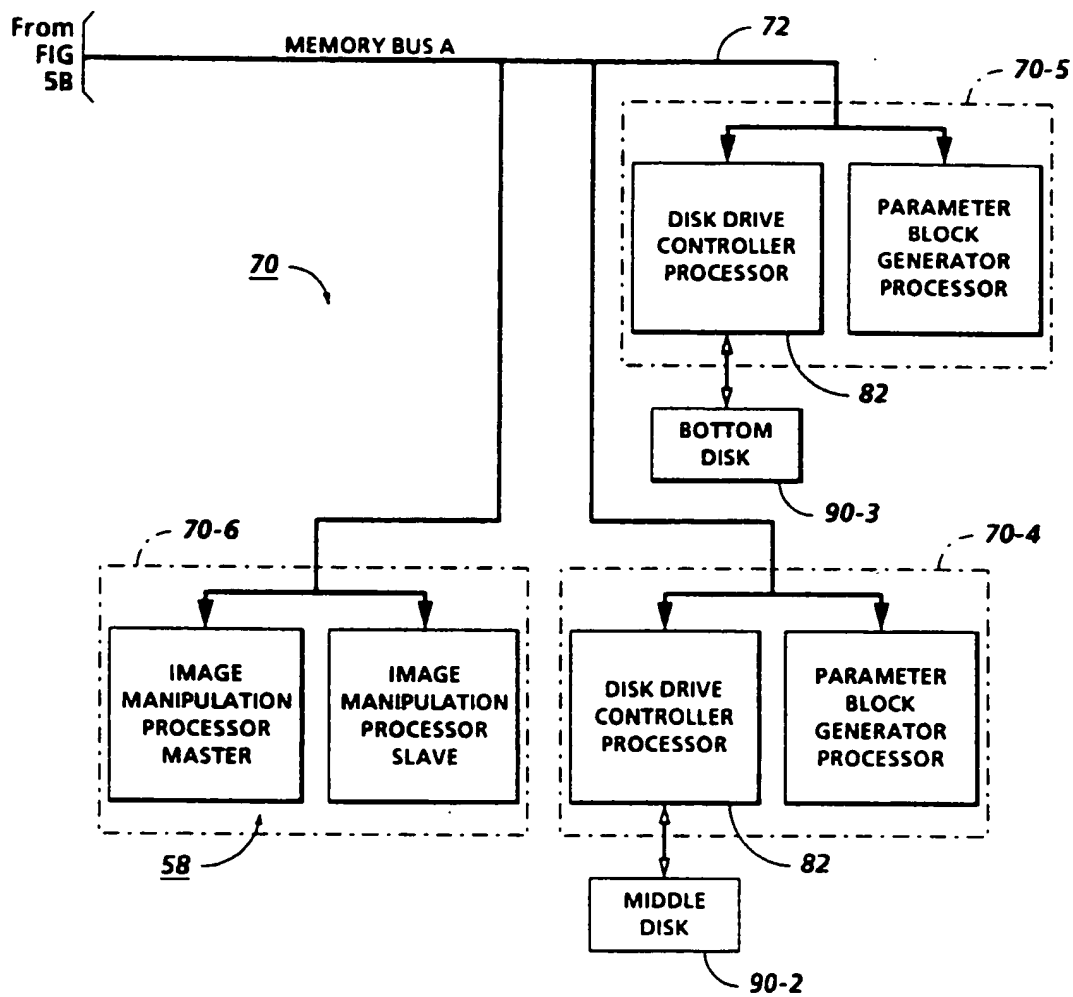 From
FIG
5B
MEMORY BUS A
72
70-5
DISK DRIVE
CONTROLLER
PROCESSOR
PARAMETER
BLOCK
GENERATOR
PROCESSOR
70
82
BOTTOM
DISK
90-3
70-6
70-4
IMAGE
MANIPULATION
PROCESSOR
MASTER
IMAGE
MANIPULATION
PROCESSOR
SLAVE
DISK DRIVE
CONTROLLER
PROCESSOR
PARAMETER
BLOCK
GENERATOR
PROCESSOR
58
82
MIDDLE
DISK
90-2